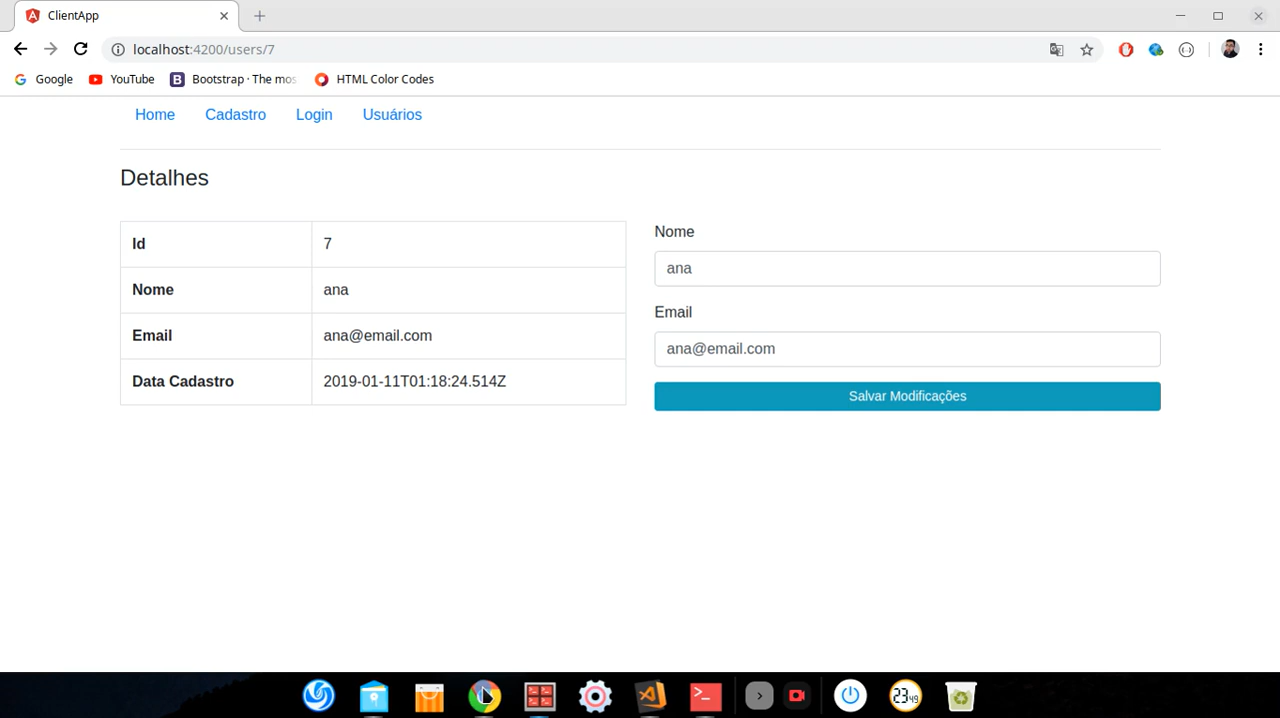 ClientApp
localhost:4200/users/7
Google
YouTube
Bootstrap · The mos
HTML Color Codes
Home
Cadastro
Login
Usuários
Detalhes
Id 7
Nome ana
Email ana@email.com
Data Cadastro 2019-01-11T01:18:24.514Z
Nome
ana
Email
ana@email.com
Salvar Modificações
23 49